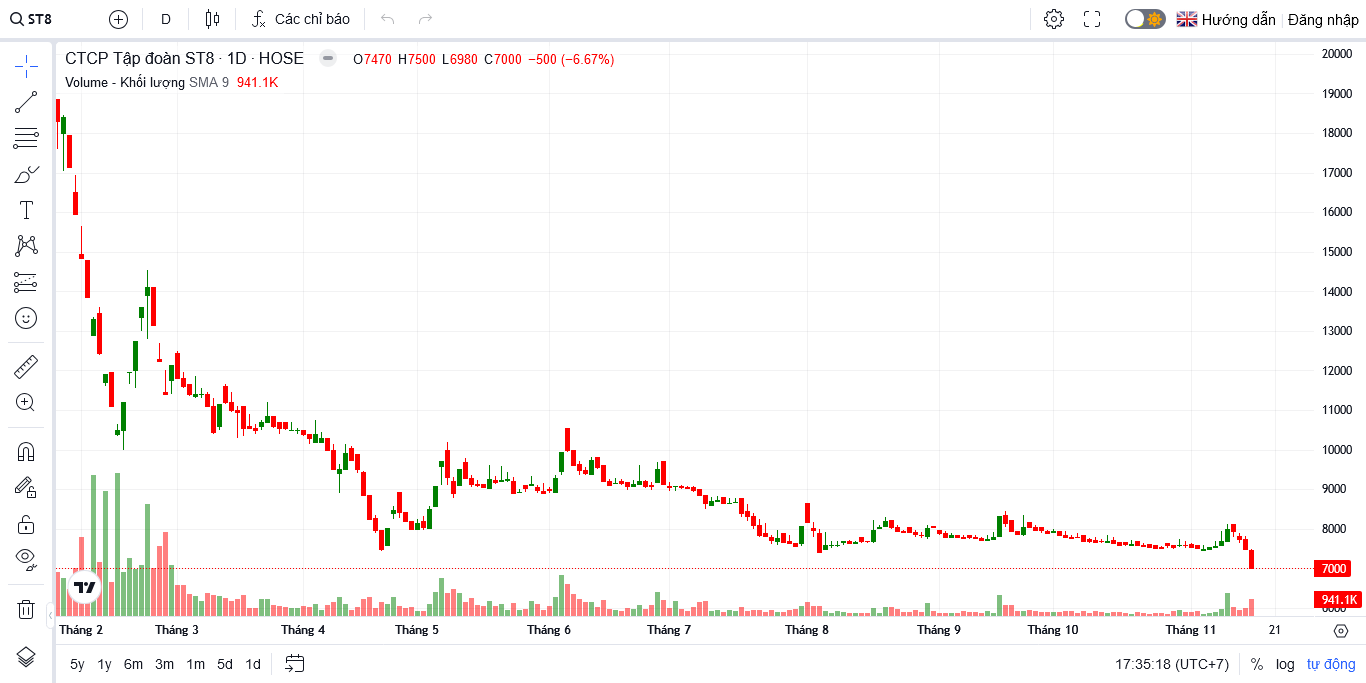 ST8 D Các chỉ báo Hướng dẫn Đăng nhập
CTCP Tập đoàn ST8 · 1D · HOSE O7470 H7500 L6980 C7000 −500 (−6.67%)
Volume - Khối lượng SMA 9 941.1K
20000
19000
18000
17000
16000
15000
14000
13000
12000
11000
10000
9000
8000
7000
941.1K
Tháng 2 Tháng 3 Tháng 4 Tháng 5 Tháng 6 Tháng 7 Tháng 8 Tháng 9 Tháng 10 Tháng 11 21
5y 1y 6m 3m 1m 5d 1d 17:35:18 (UTC+7) % log tự động